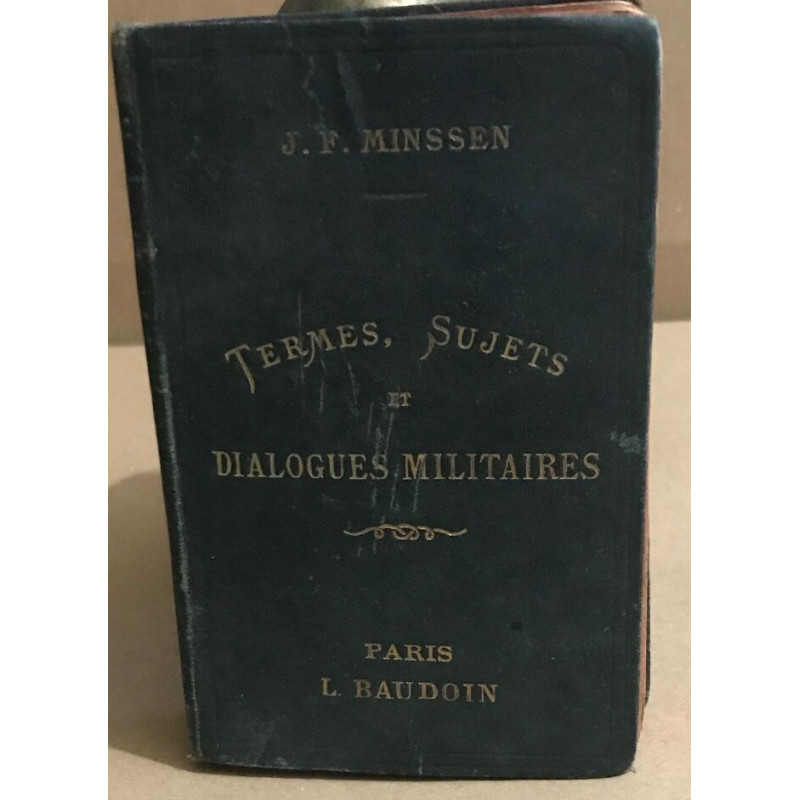 J. F. MINSSEN
TERMES, SUJETS
ET
DIALOGUES MILITAIRES
PARIS
L. BAUDOIN